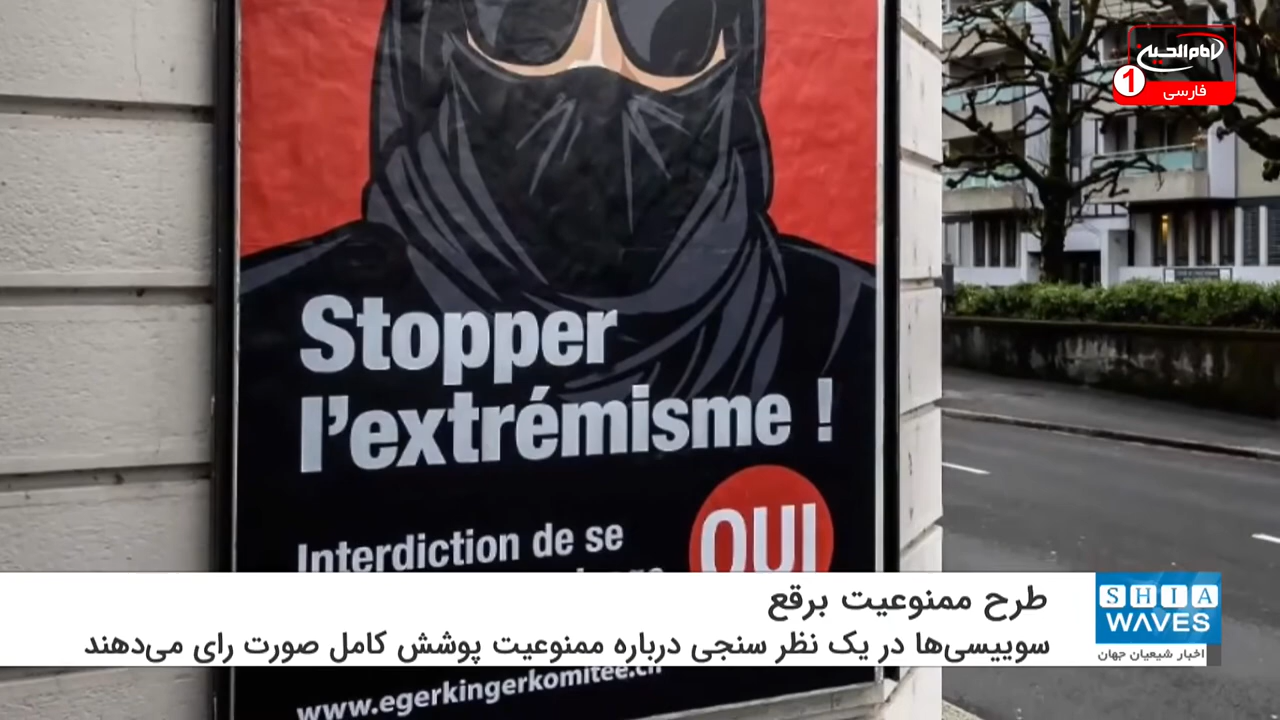 امام الحسین
1
فارسی
Stopper
l'extrémisme !
Interdiction de se
OUI
طرح ممنوعیت برقع
سوییسی‌ها در یک نظر سنجی درباره ممنوعیت پوشش کامل صورت رای می‌دهند
SHIA
WAVES
اخبار شیعیان جهان
www.egerkingerkomitee.ch